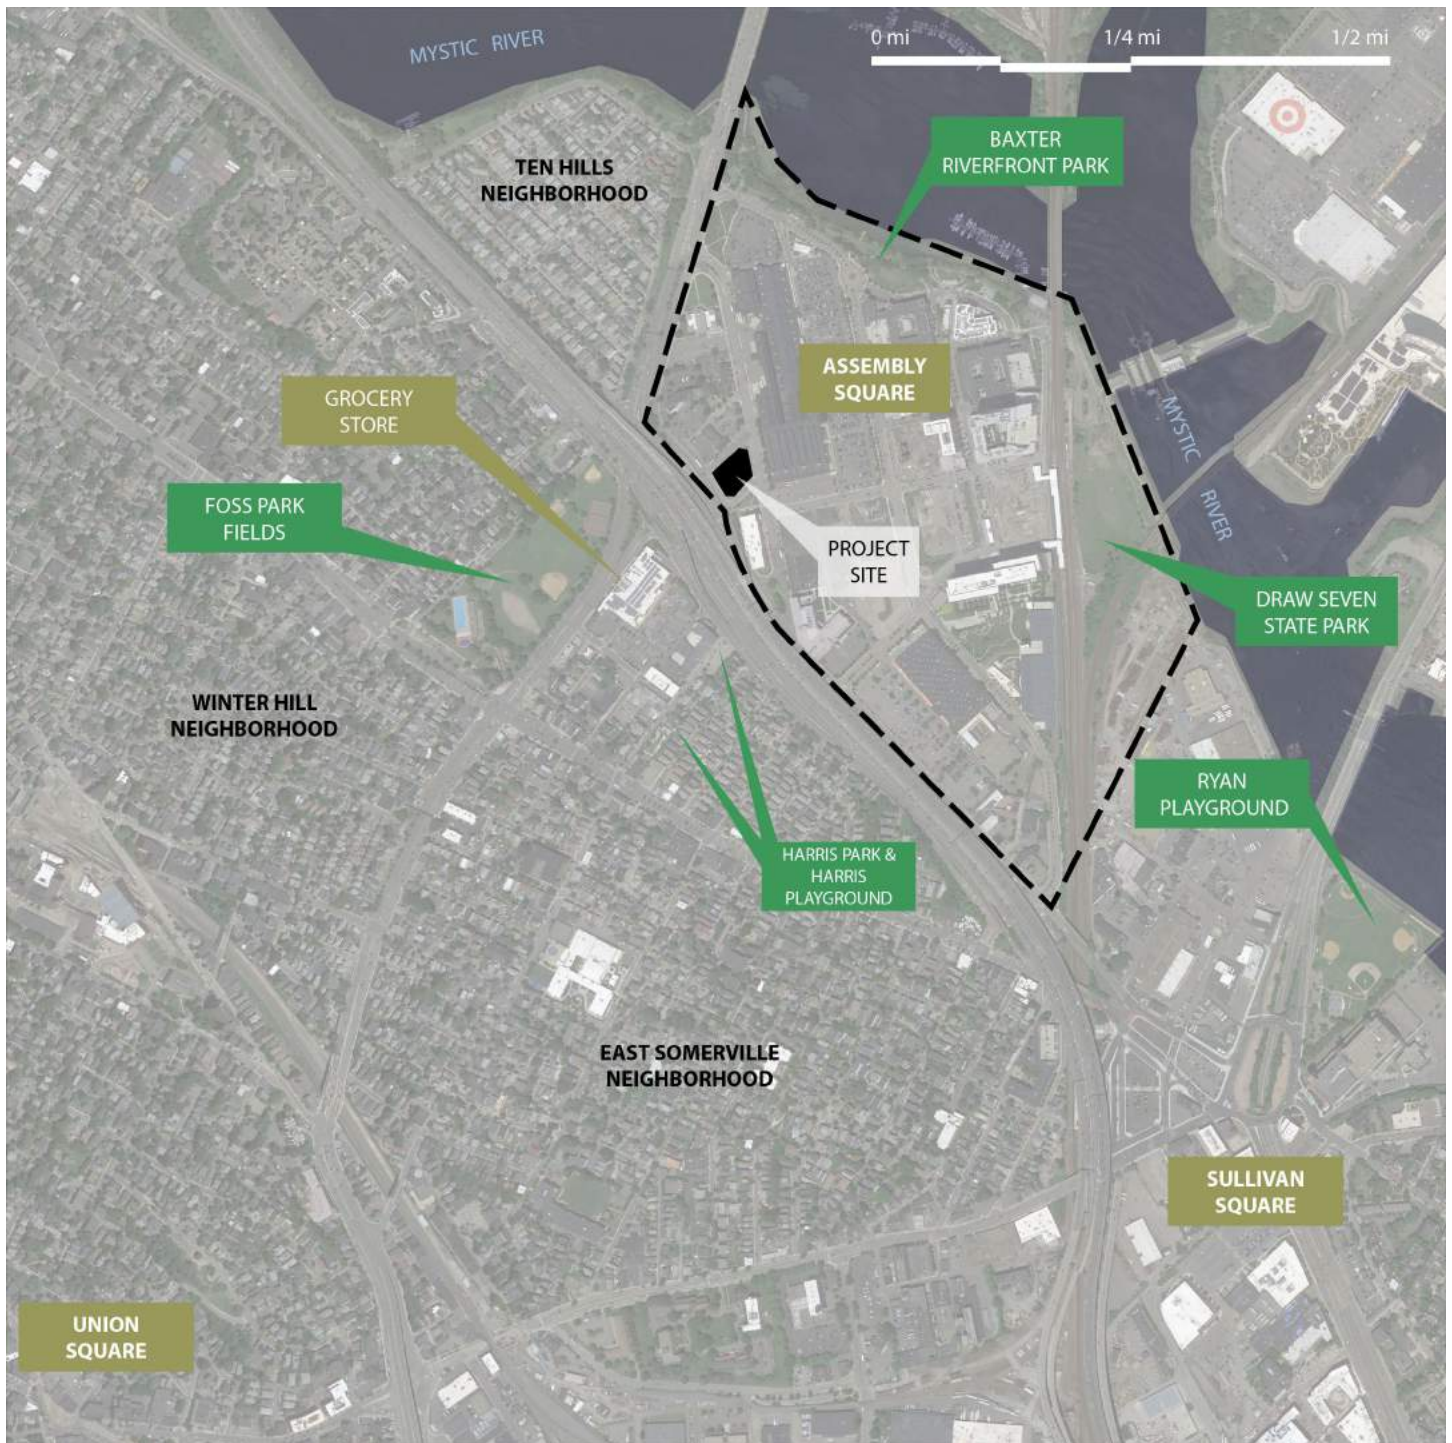 MYSTIC RIVER
0 mi 1/4 mi 1/2 mi
BAXTER
RIVERFRONT PARK
TEN HILLS
NEIGHBORHOOD
ASSEMBLY
SQUARE
GROCERY
STORE
MYSTIC
RIVER
FOSS PARK
FIELDS
PROJECT
SITE
DRAW SEVEN
STATE PARK
WINTER HILL
NEIGHBORHOOD
RYAN
PLAYGROUND
HARRIS PARK &
HARRIS
PLAYGROUND
EAST SOMERVILLE
NEIGHBORHOOD
SULLIVAN
SQUARE
UNION
SQUARE